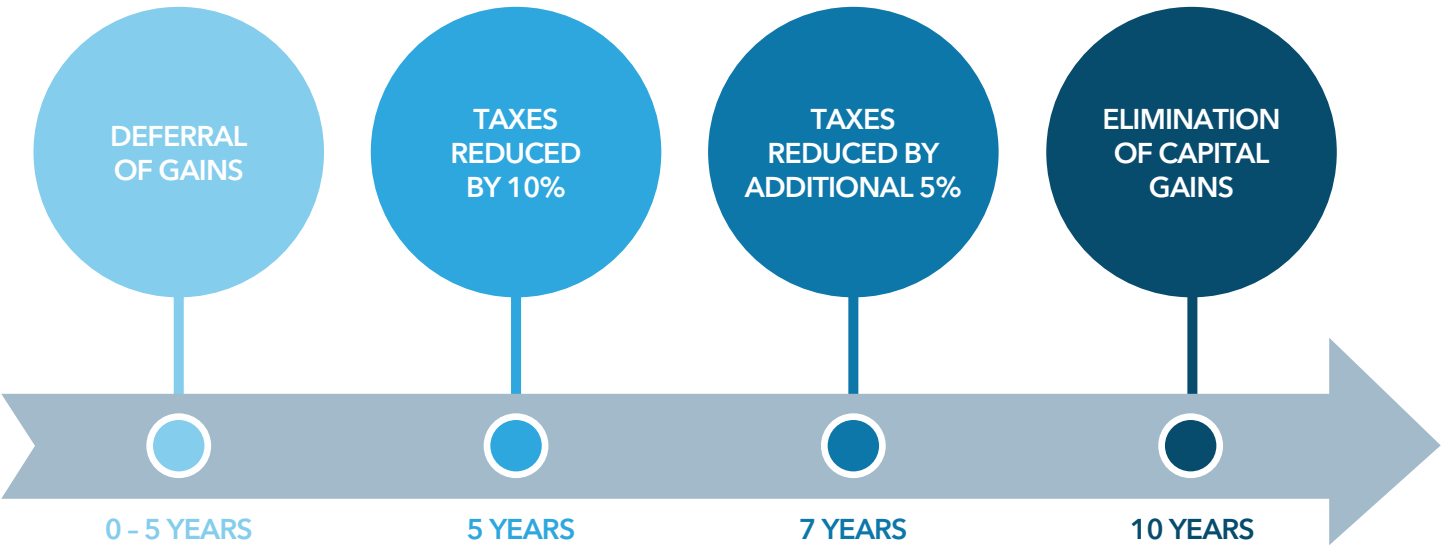 DEFERRAL
OF GAINS
TAXES
REDUCED
BY 10%
TAXES
REDUCED BY
ADDITIONAL 5%
ELIMINATION
OF CAPITAL
GAINS
0 – 5 YEARS
5 YEARS
7 YEARS
10 YEARS